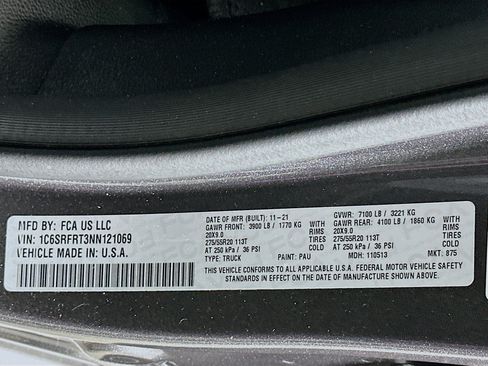 MFD BY: FCA US LLC
VIN: 1C6SRFRT3NN121069
VEHICLE MADE IN: U.S.A.
DATE OF MFR (BUILT): 11-21
GAWR FRONT: 3900 LB / 1770 KG WITH
20X9.0 RIMS
275/55R20 113T TIRES
AT 250 kPa / 36 PSI COLD
GVWR: 7100 LB / 3221 KG
GAWR REAR: 4100 LB / 1860 KG WITH
20X9.0 RIMS
275/55R20 113T TIRES
AT 250 kPa / 36 PSI COLD
TYPE: TRUCK PAINT: PAU MDH: 110513 MKT: 875
THIS VEHICLE CONFORMS TO ALL APPLICABLE U.S.A. FEDERAL MOTOR VEHICLE SAFETY
STANDARDS IN EFFECT ON THE DATE OF MANUFACTURE SHOWN ABOVE.